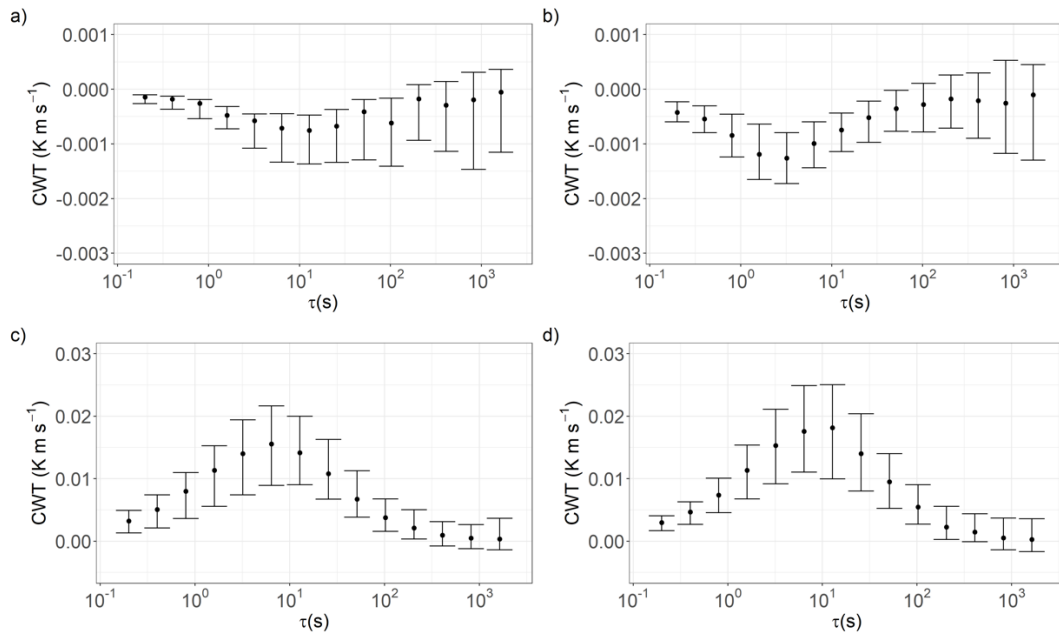 a)
b)
0.001
0.000
-0.001
-0.002
-0.003
CWT (K m s⁻¹)
10⁻¹ 10⁰ 10¹ 10² 10³
τ(s)
0.001
0.000
-0.001
-0.002
-0.003
CWT (K m s⁻¹)
10⁻¹ 10⁰ 10¹ 10² 10³
τ(s)
c)
d)
0.03
0.02
0.01
0.00
CWT (K m s⁻¹)
10⁻¹ 10⁰ 10¹ 10² 10³
τ(s)
0.03
0.02
0.01
0.00
CWT (K m s⁻¹)
10⁻¹ 10⁰ 10¹ 10² 10³
τ(s)